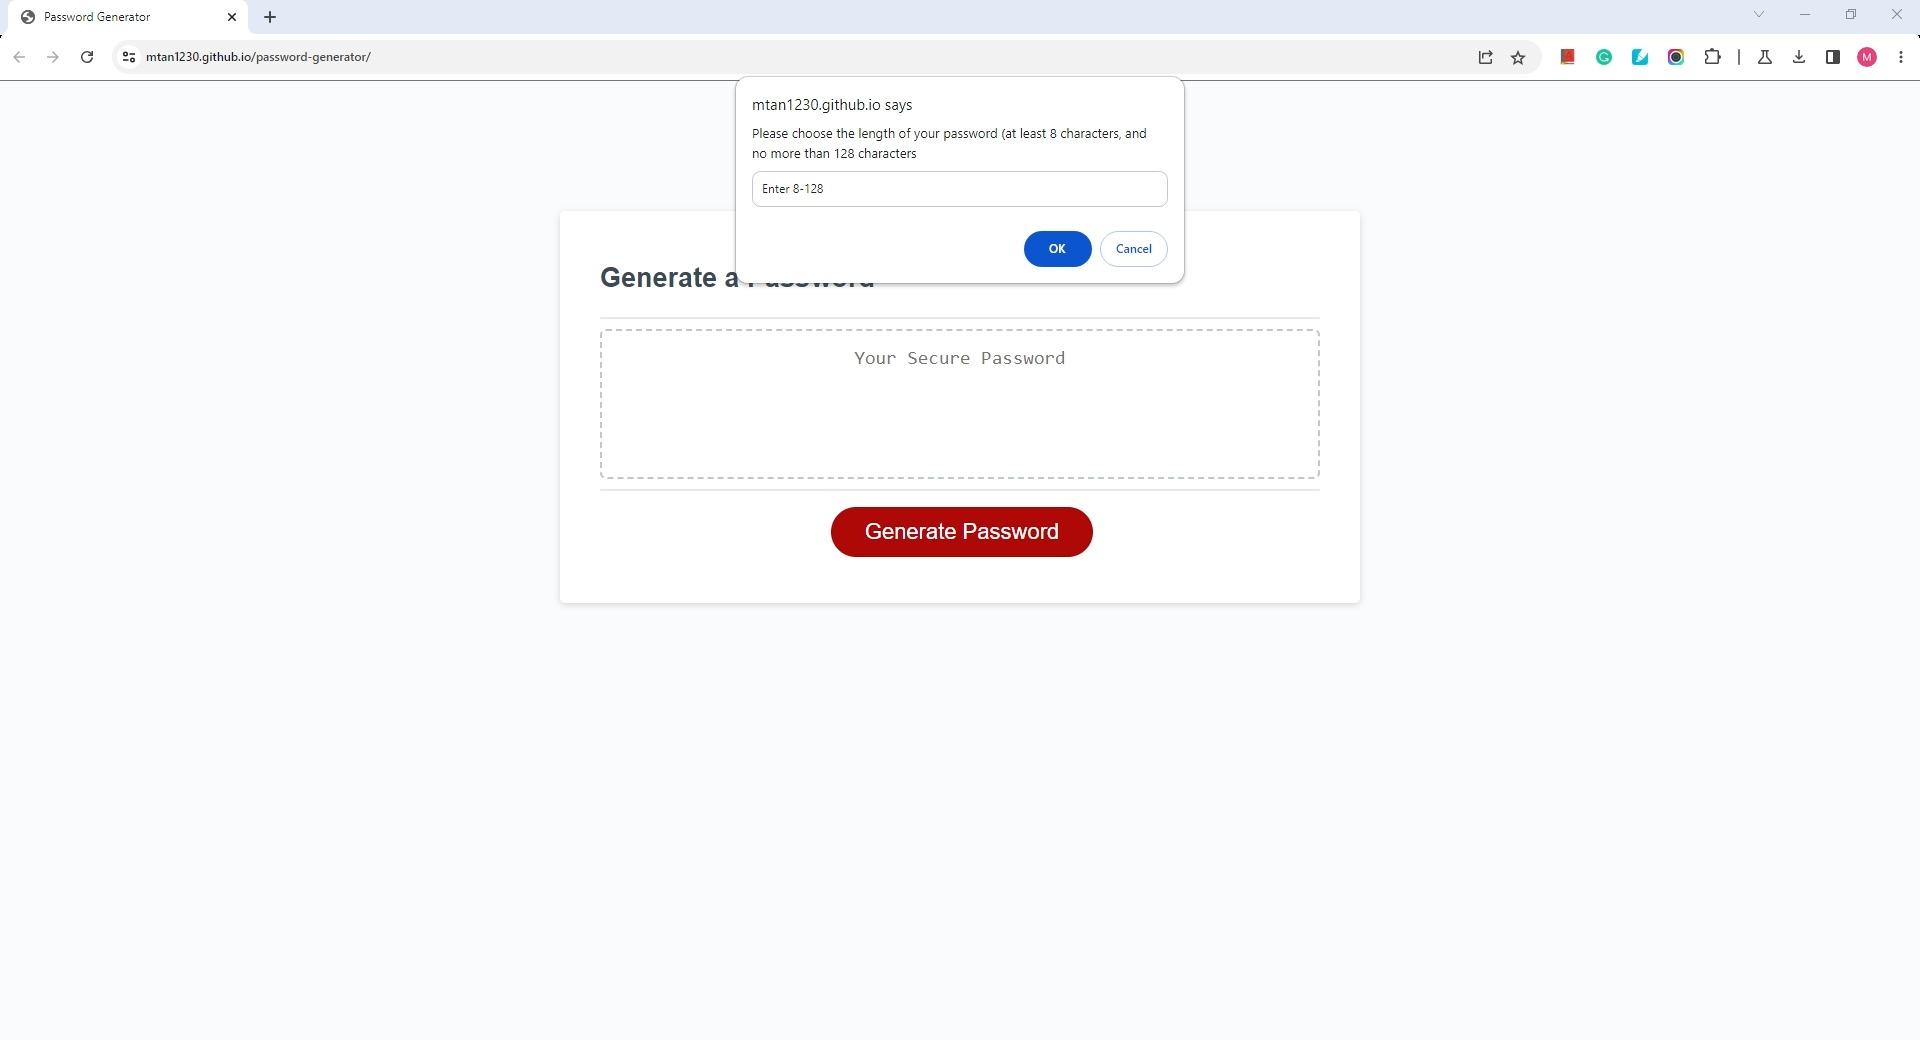 Password Generator
mtan1230.github.io/password-generator/
M
mtan1230.github.io says
Please choose the length of your password (at least 8 characters, and
no more than 128 characters
Enter 8-128
OK
Cancel
Generate a Password
Your Secure Password
Generate Password